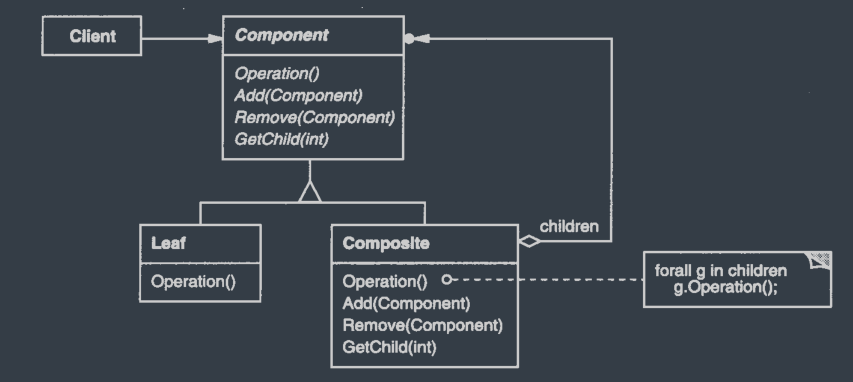 Client
Component
Operation()
Add(Component)
Remove(Component)
GetChild(int)
Leaf
Operation()
Composite
Operation()
Add(Component)
Remove(Component)
GetChild(int)
children
forall g in children
g.Operation();